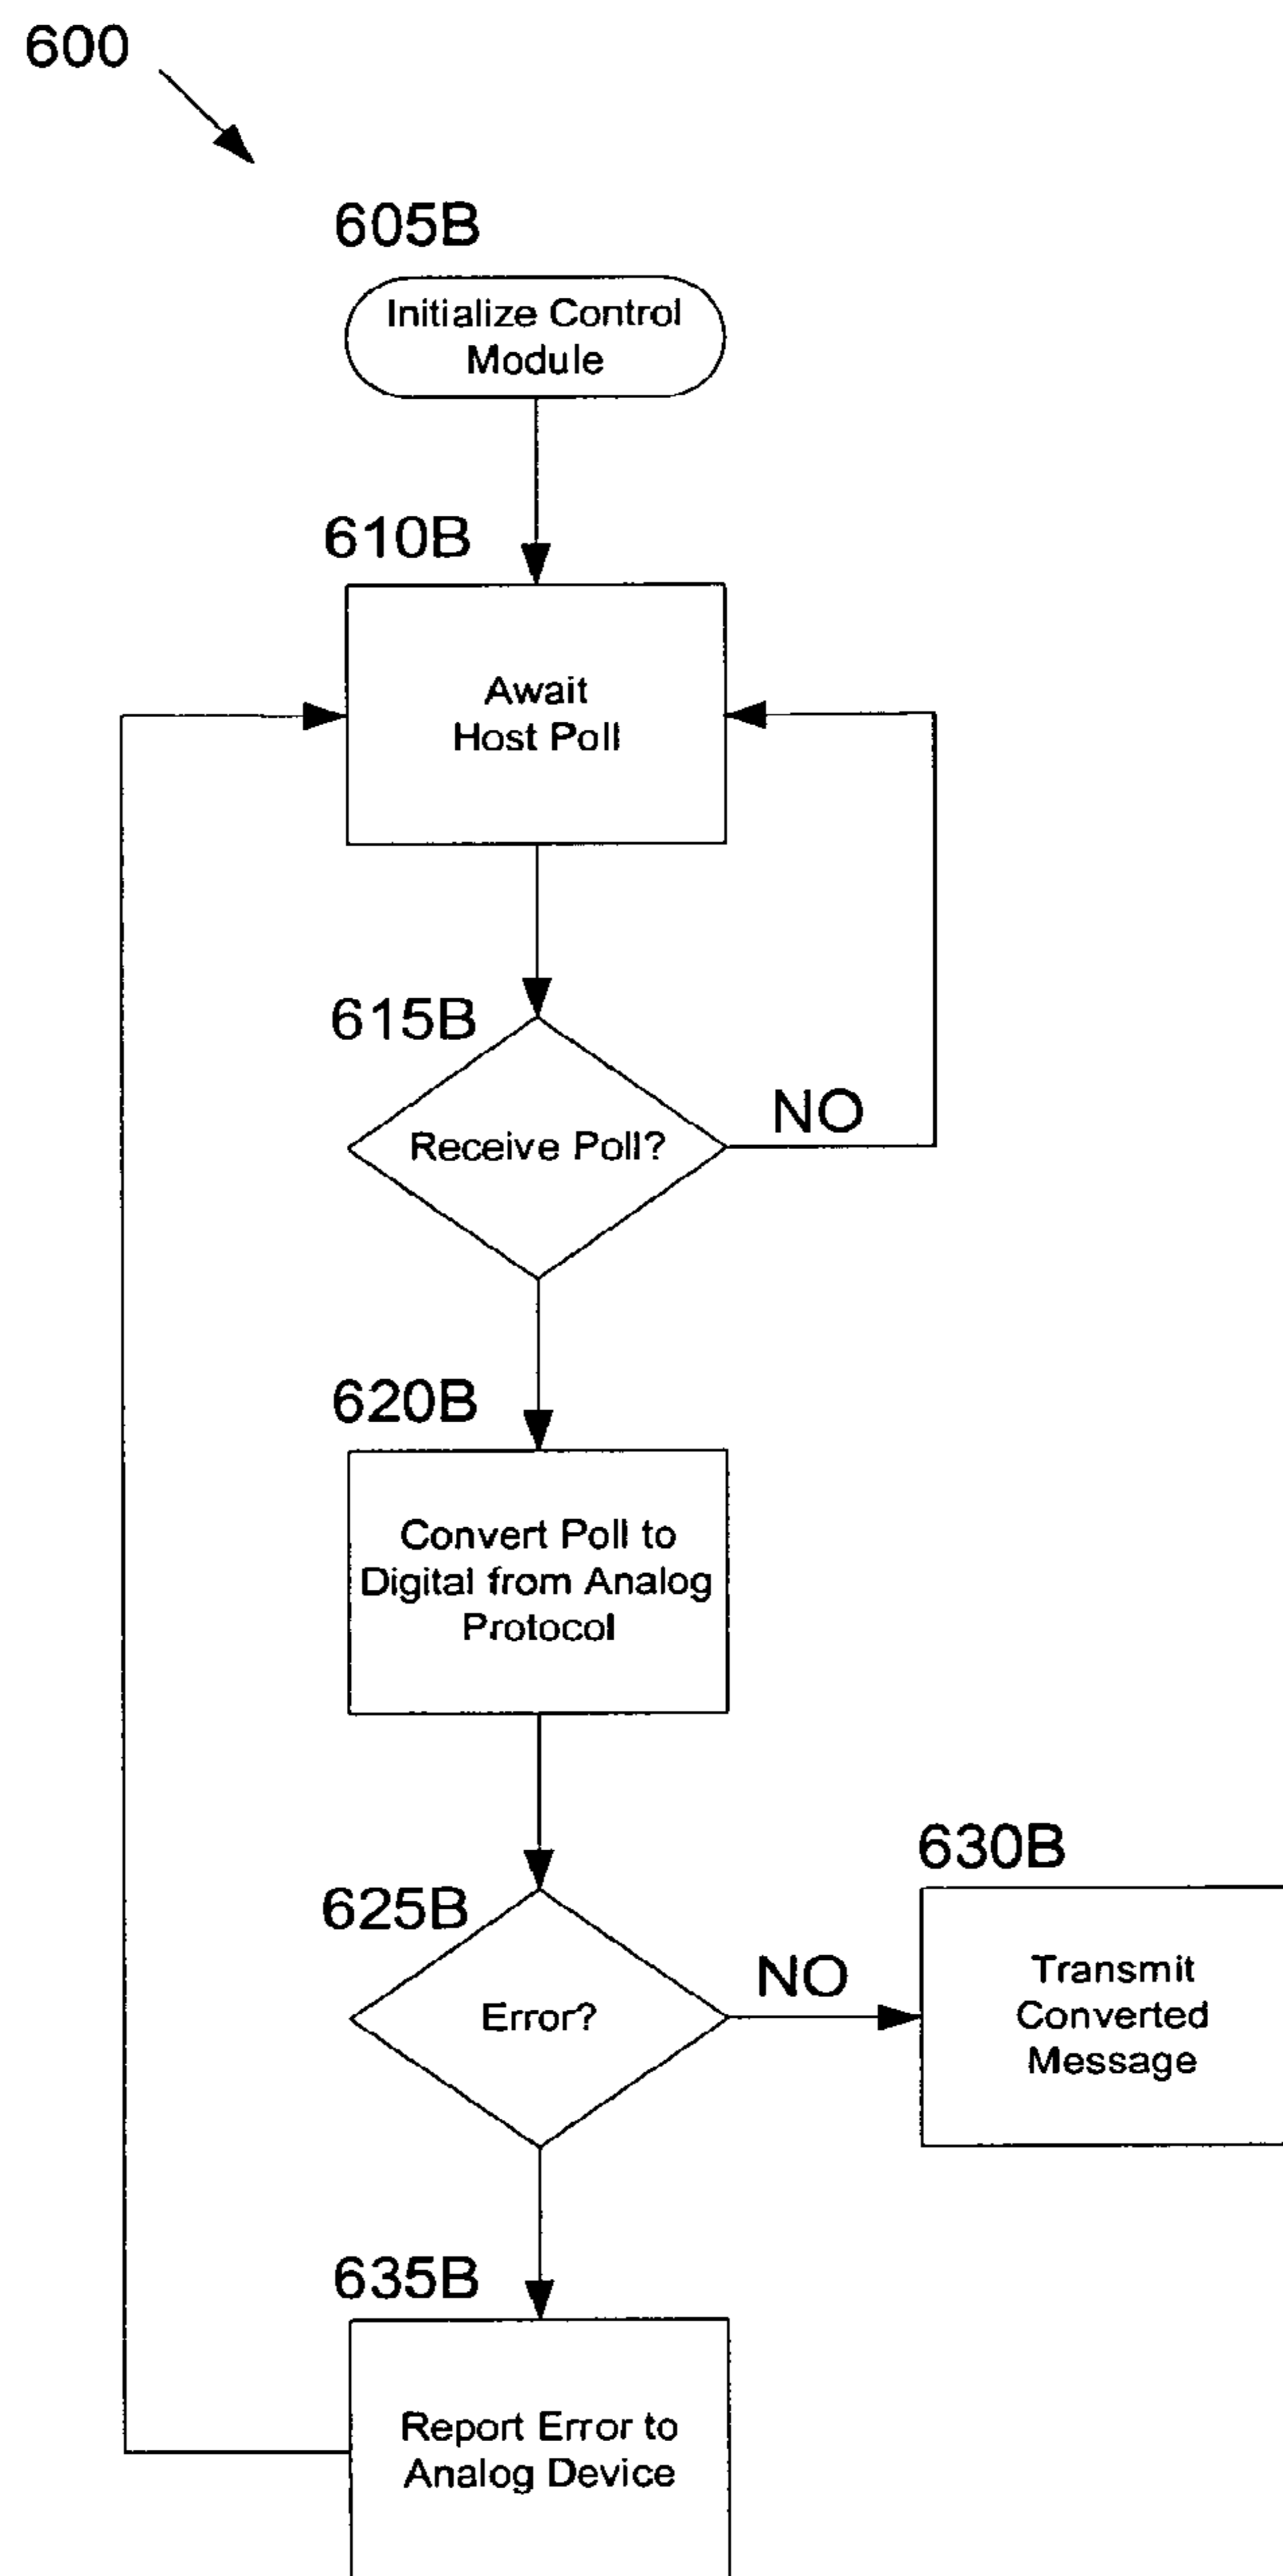 600
605B
Initialize Control
Module
610B
Await
Host Poll
615B
Receive Poll?
NO
620B
Convert Poll to
Digital from Analog
Protocol
625B
Error?
NO
630B
Transmit
Converted
Message
635B
Report Error to
Analog Device